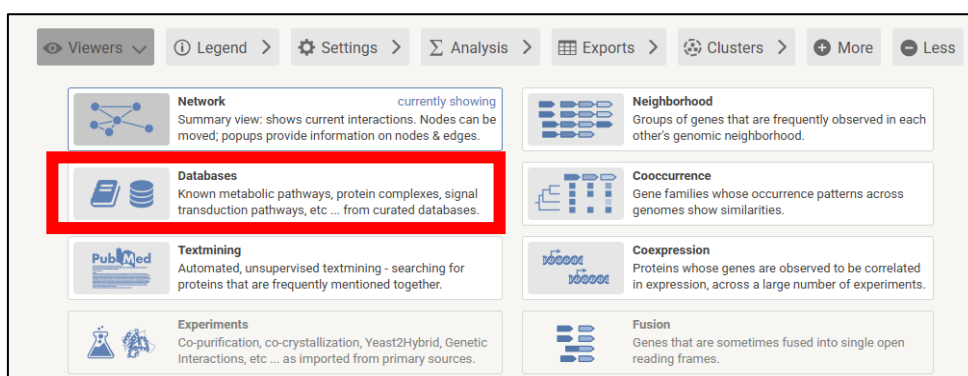 Viewers Legend > Settings > Analysis > Exports > Clusters > More Less
Network currently showing
Summary view: shows current interactions. Nodes can be
moved; popups provide information on nodes & edges.
Neighborhood
Groups of genes that are frequently observed in each
other's genomic neighborhood.
Databases
Known metabolic pathways, protein complexes, signal
transduction pathways, etc ... from curated databases.
Cooccurrence
Gene families whose occurrence patterns across
genomes show similarities.
PubMed
Textmining
Automated, unsupervised textmining - searching for
proteins that are frequently mentioned together.
Coexpression
Proteins whose genes are observed to be correlated
in expression, across a large number of experiments.
Experiments
Co-purification, co-crystallization, Yeast2Hybrid, Genetic
Interactions, etc ... as imported from primary sources.
Fusion
Genes that are sometimes fused into single open
reading frames.